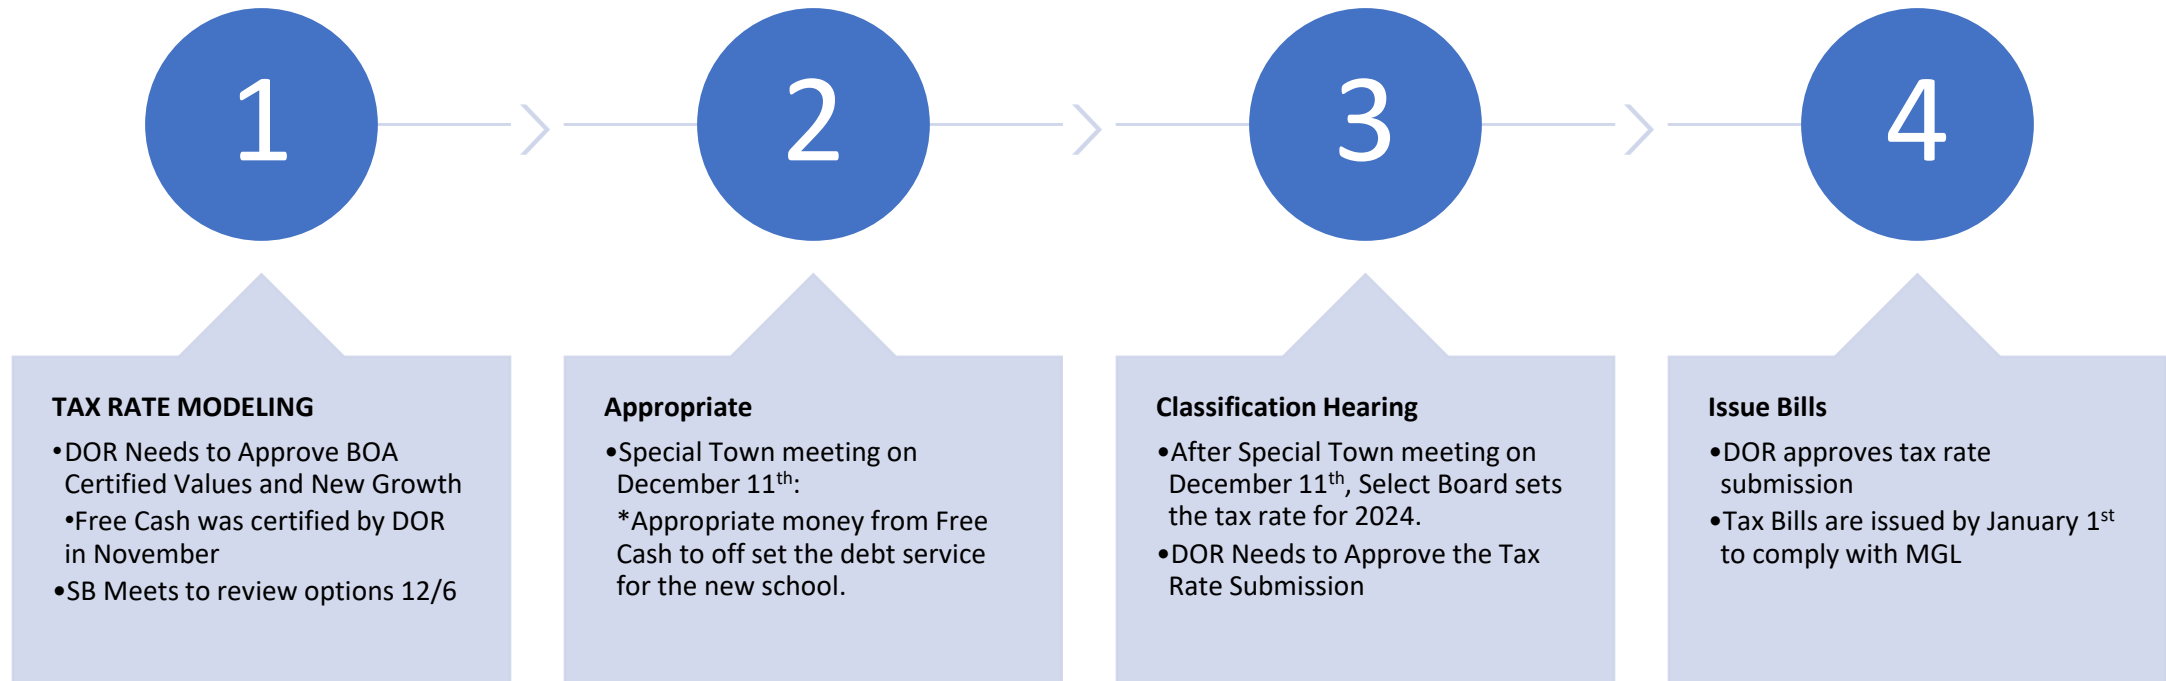 1
2
3
4
TAX RATE MODELING
•DOR Needs to Approve BOA
Certified Values and New Growth
•Free Cash was certified by DOR
in November
•SB Meets to review options 12/6
Appropriate
•Special Town meeting on
December 11th:
*Appropriate money from Free
Cash to off set the debt service
for the new school.
Classification Hearing
•After Special Town meeting on
December 11th, Select Board sets
the tax rate for 2024.
•DOR Needs to Approve the Tax
Rate Submission
Issue Bills
•DOR approves tax rate
submission
•Tax Bills are issued by January 1st
to comply with MGL